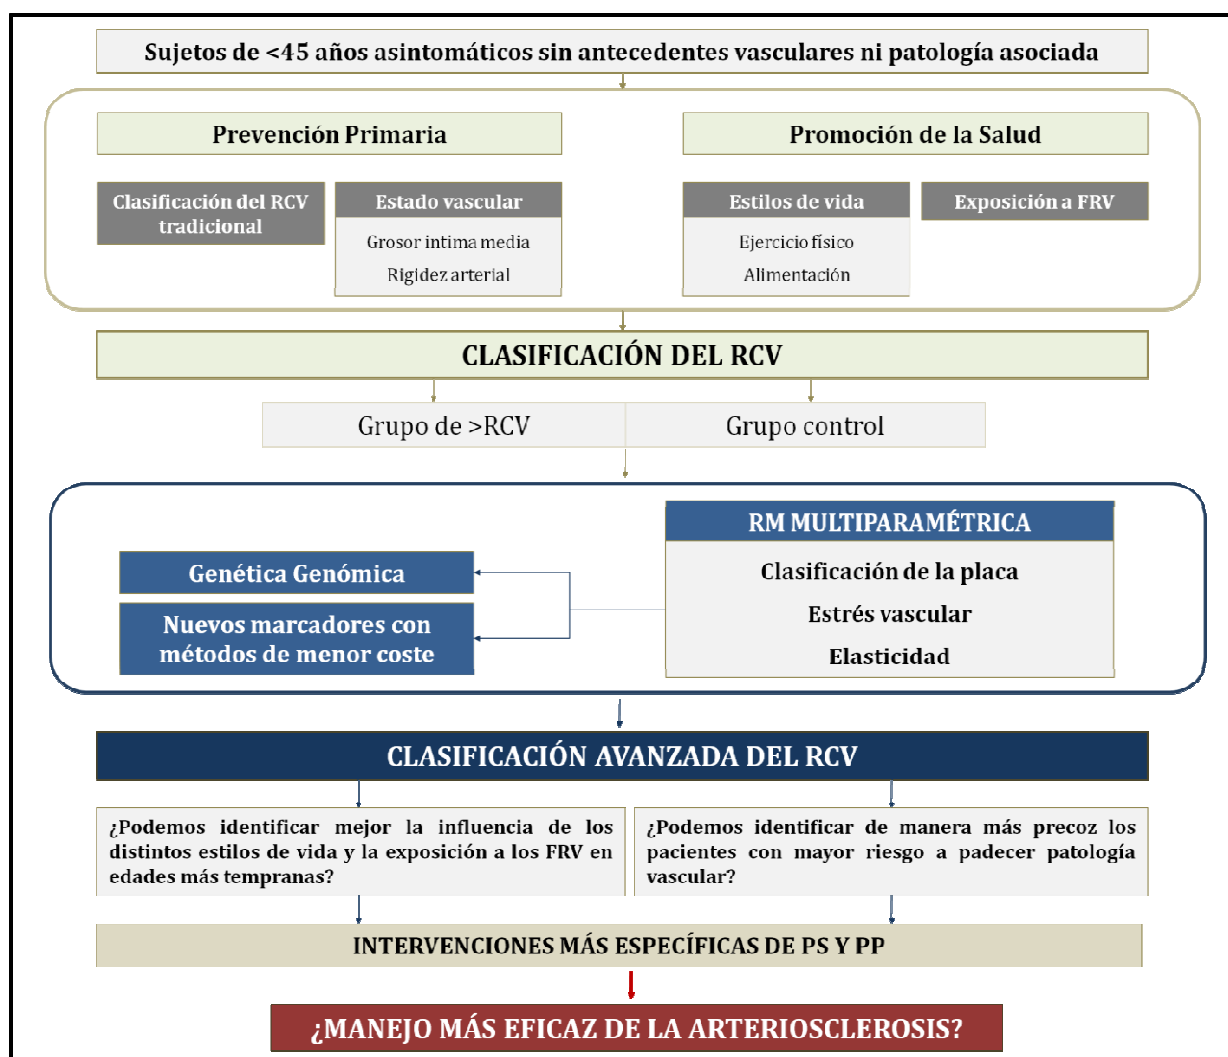 Sujetos de <45 años asintomáticos sin antecedentes vasculares ni patología asociada
Prevención Primaria
Promoción de la Salud
Clasificación del RCV
tradicional
Estado vascular
Grosor intima media
Rigidez arterial
Estilos de vida
Ejercicio físico
Alimentación
Exposición a FRV
CLASIFICACIÓN DEL RCV
Grupo de >RCV
Grupo control
RM MULTIPARAMÉTRICA
Clasificación de la placa
Estrés vascular
Elasticidad
Genética Genómica
Nuevos marcadores con
métodos de menor coste
CLASIFICACIÓN AVANZADA DEL RCV
¿Podemos identificar mejor la influencia de los
distintos estilos de vida y la exposición a los FRV en
edades más tempranas?
¿Podemos identificar de manera más precoz los
pacientes con mayor riesgo a padecer patología
vascular?
INTERVENCIONES MÁS ESPECÍFICAS DE PS Y PP
¿MANEJO MÁS EFICAZ DE LA ARTERIOSCLEROSIS?